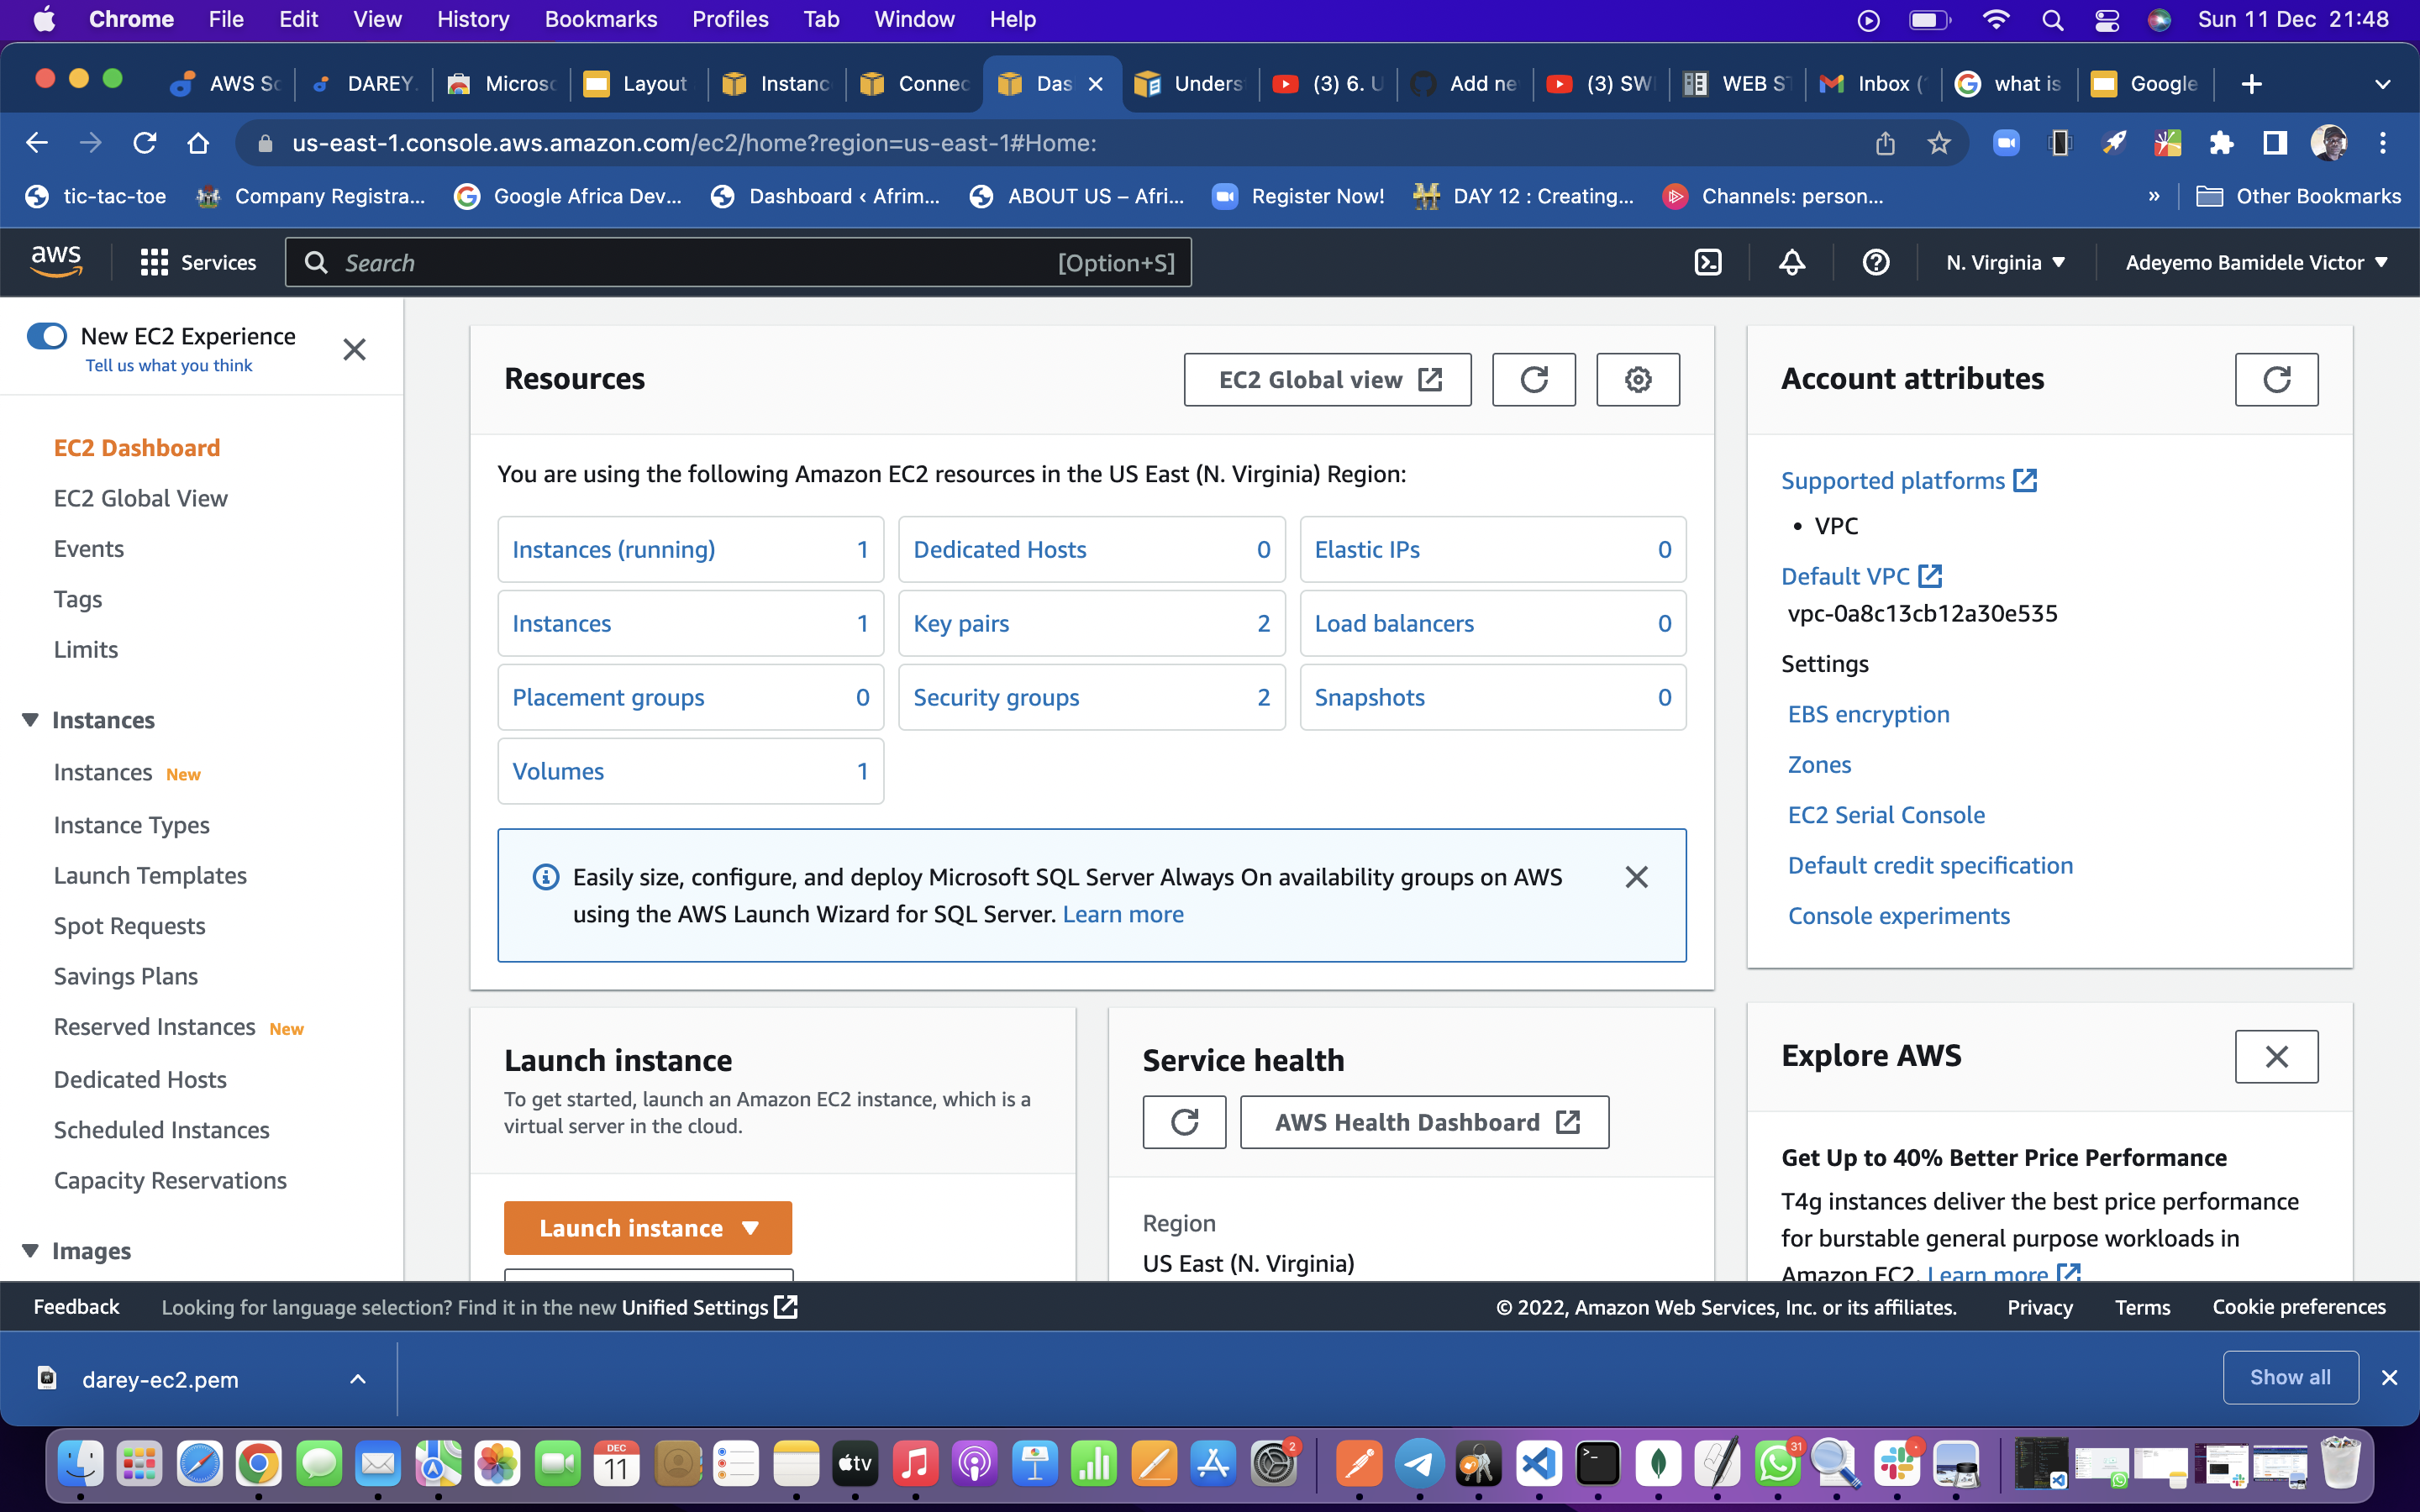 Chrome File Edit View History Bookmarks Profiles Tab Window Help Sun 11 Dec 21:48
AWS Sc DAREY. Microso Layout Instanc Connec Das Unders (3) 6. U Add ne (3) SW WEB ST Inbox ( what is Google
us-east-1.console.aws.amazon.com/ec2/home?region=us-east-1#Home:
tic-tac-toe Company Registra... Google Africa Dev... Dashboard ‹ Afrim... ABOUT US – Afri... Register Now! DAY 12 : Creating... Channels: person... » Other Bookmarks
aws Services Search [Option+S] N. Virginia Adeyemo Bamidele Victor
New EC2 Experience
Tell us what you think
EC2 Dashboard
EC2 Global View
Events
Tags
Limits
Instances
Instances New
Instance Types
Launch Templates
Spot Requests
Savings Plans
Reserved Instances New
Dedicated Hosts
Scheduled Instances
Capacity Reservations
Images
Resources
EC2 Global view
You are using the following Amazon EC2 resources in the US East (N. Virginia) Region:
Instances (running) 1 Dedicated Hosts 0 Elastic IPs 0
Instances 1 Key pairs 2 Load balancers 0
Placement groups 0 Security groups 2 Snapshots 0
Volumes 1
Easily size, configure, and deploy Microsoft SQL Server Always On availability groups on AWS
using the AWS Launch Wizard for SQL Server. Learn more
Launch instance
To get started, launch an Amazon EC2 instance, which is a
virtual server in the cloud.
Launch instance
Service health
AWS Health Dashboard
Region
US East (N. Virginia)
Account attributes
Supported platforms
• VPC
Default VPC
vpc-0a8c13cb12a30e535
Settings
EBS encryption
Zones
EC2 Serial Console
Default credit specification
Console experiments
Explore AWS
Get Up to 40% Better Price Performance
T4g instances deliver the best price performance
for burstable general purpose workloads in
Amazon EC2. Learn more
Feedback Looking for language selection? Find it in the new Unified Settings © 2022, Amazon Web Services, Inc. or its affiliates. Privacy Terms Cookie preferences
darey-ec2.pem Show all
DEC
11
tv
2
31